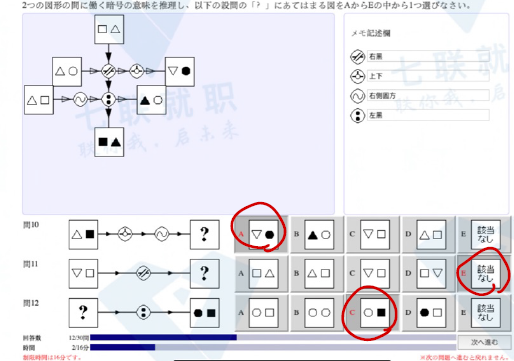 2つの図形の間に働く暗号の意味を推理し、以下の設問の「？」にあてはまる図をAからEの中から1つ選びなさい。
メモ記述欄
右黒
上下
右側面方
左黒
七联就职
联你我，启未来
七联就
问10
?
A
B
C
D
E 該当なし
問11
?
A
B
C
D
E 該当なし
問12
?
A
B
C
D
E 該当なし
回答数 12/30問
時間 2/16分
制限時間は16分です。
次へ進む
※次の問題へ進むと戻れません。